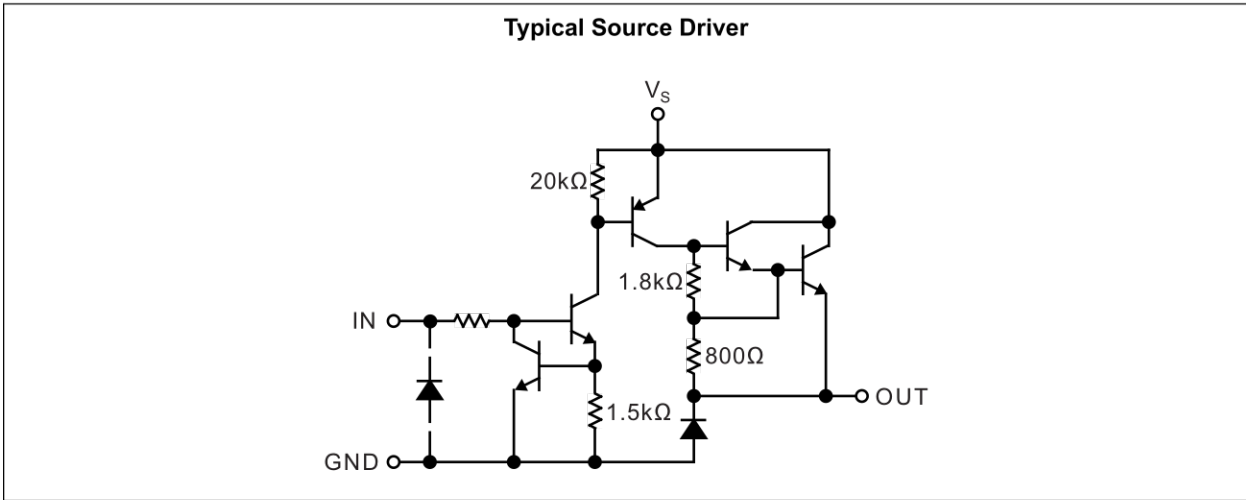 Typical Source Driver
VS
20kΩ
1.8kΩ
IN
800Ω
OUT
1.5kΩ
GND